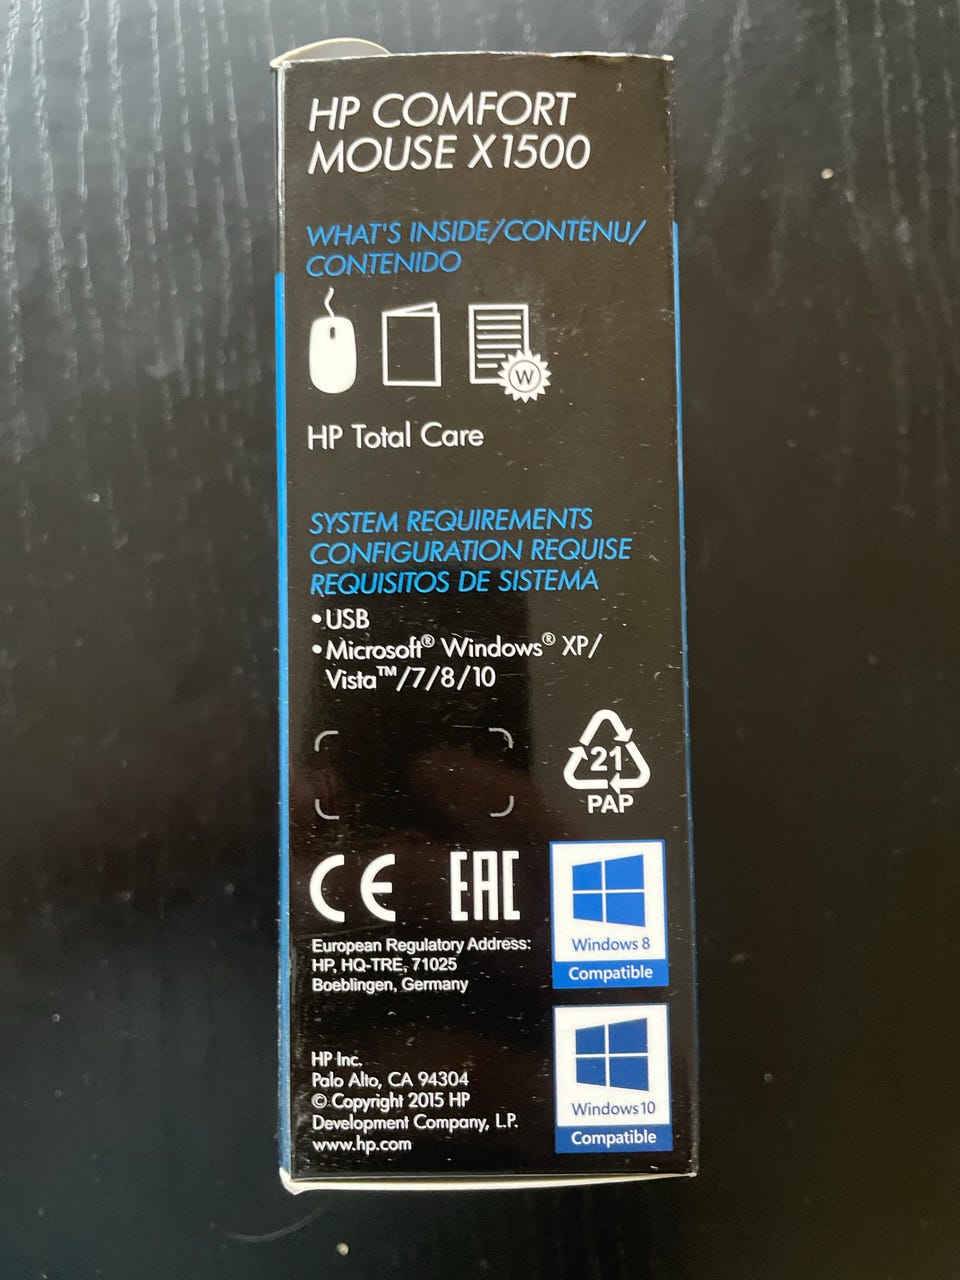 HP COMFORT
MOUSE X1500
WHAT'S INSIDE/CONTENU/
CONTENIDO
W
HP Total Care
SYSTEM REQUIREMENTS
CONFIGURATION REQUISE
REQUISITOS DE SISTEMA
•USB
•Microsoft® Windows® XP/
Vista™/7/8/10
21
PAP
CE EAC
Windows 8
Compatible
European Regulatory Address:
HP, HQ-TRE, 71025
Boeblingen, Germany
HP Inc.
Palo Alto, CA 94304
© Copyright 2015 HP
Development Company, L.P.
www.hp.com
Windows 10
Compatible